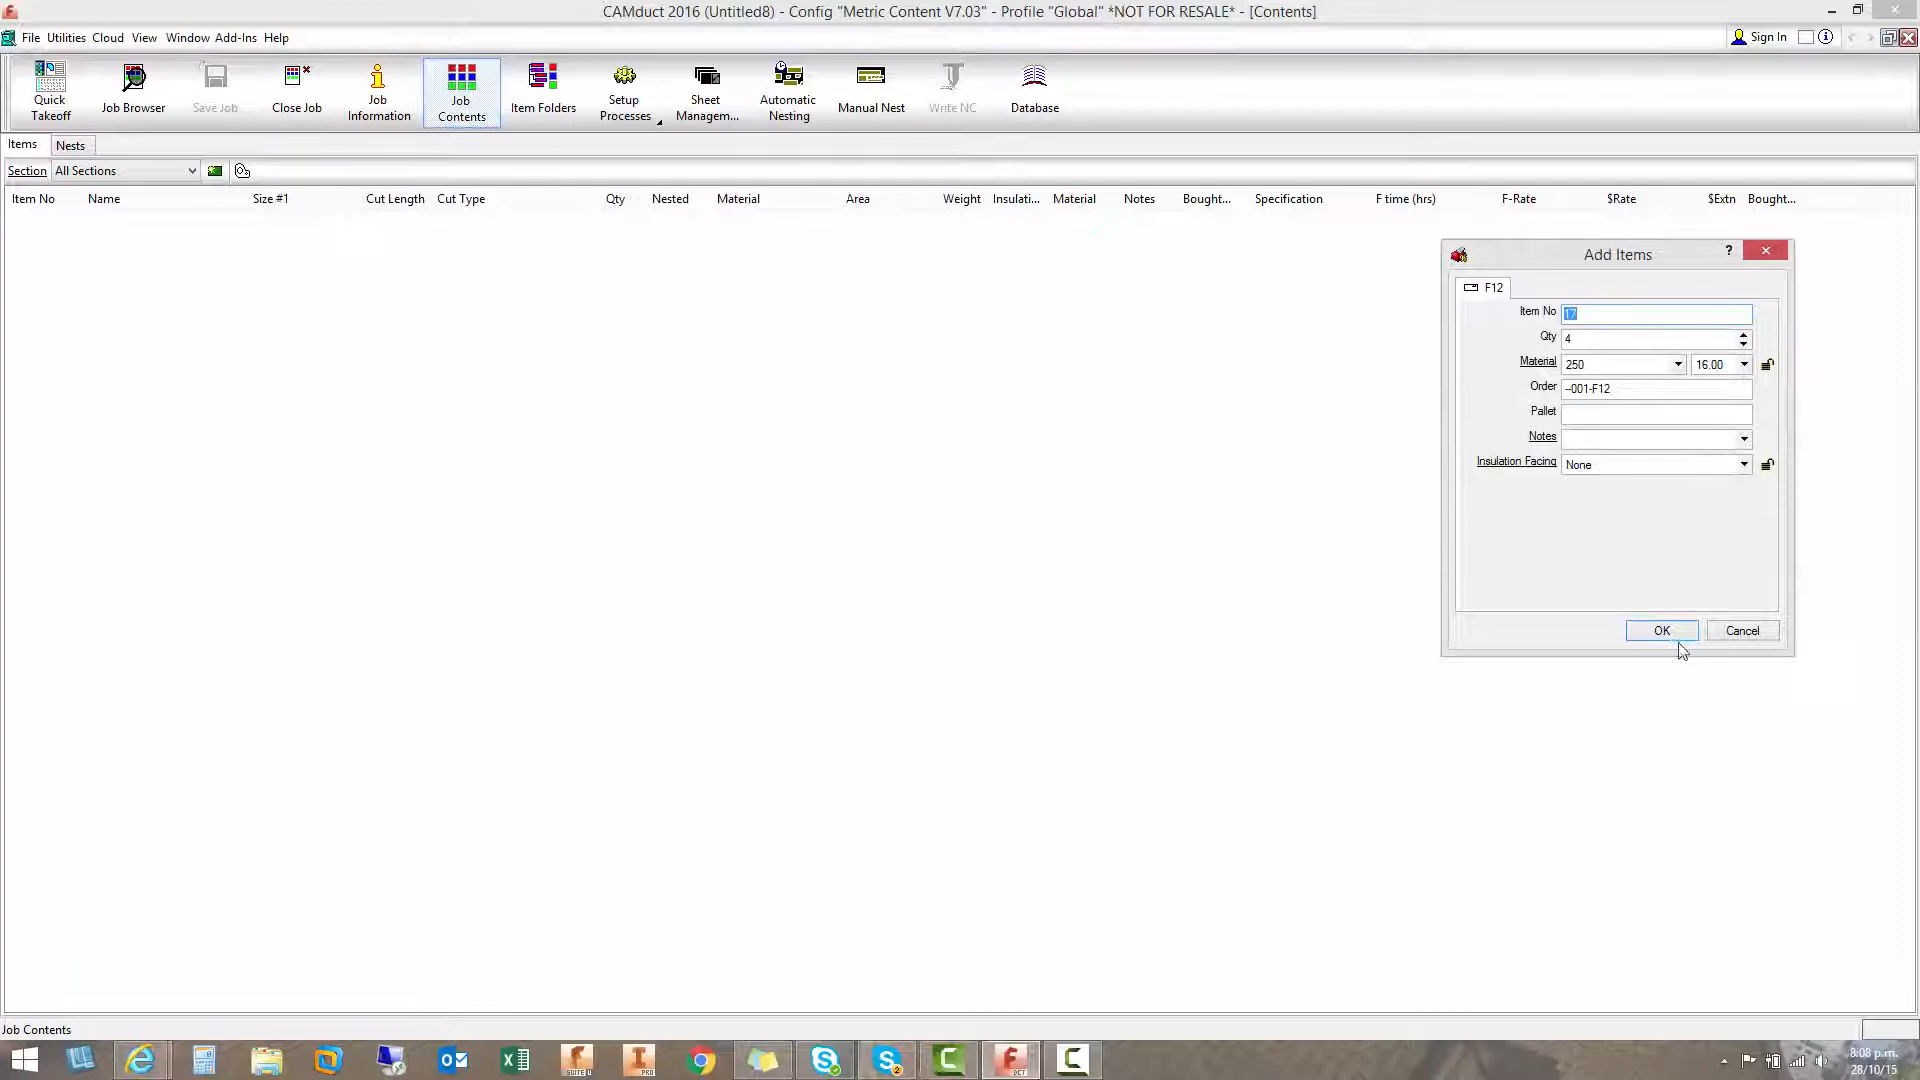 CAMduct 2016 (Untitled8) - Config "Metric Content V7.03" - Profile "Global" *NOT FOR RESALE* - [Contents]
File Utilities Cloud View Window Add-Ins Help
Sign In
Quick Takeoff
Job Browser
Save Job
Close Job
Job Information
Job Contents
Item Folders
Setup Processes
Sheet Managem...
Automatic Nesting
Manual Nest
Write NC
Database
Items Nests
Section All Sections
Item No Name Size #1 Cut Length Cut Type Qty Nested Material Area Weight Insulati... Material Notes Bought... Specification F time (hrs) F-Rate $Rate $Extn Bought...
Add Items
?
F12
Item No 17
Qty 4
Material 250 16.00
Order --001-F12
Pallet
Notes
Insulation Facing None
OK Cancel
Job Contents
SUITE
PRO
DCT
8:08 p.m.
28/10/15